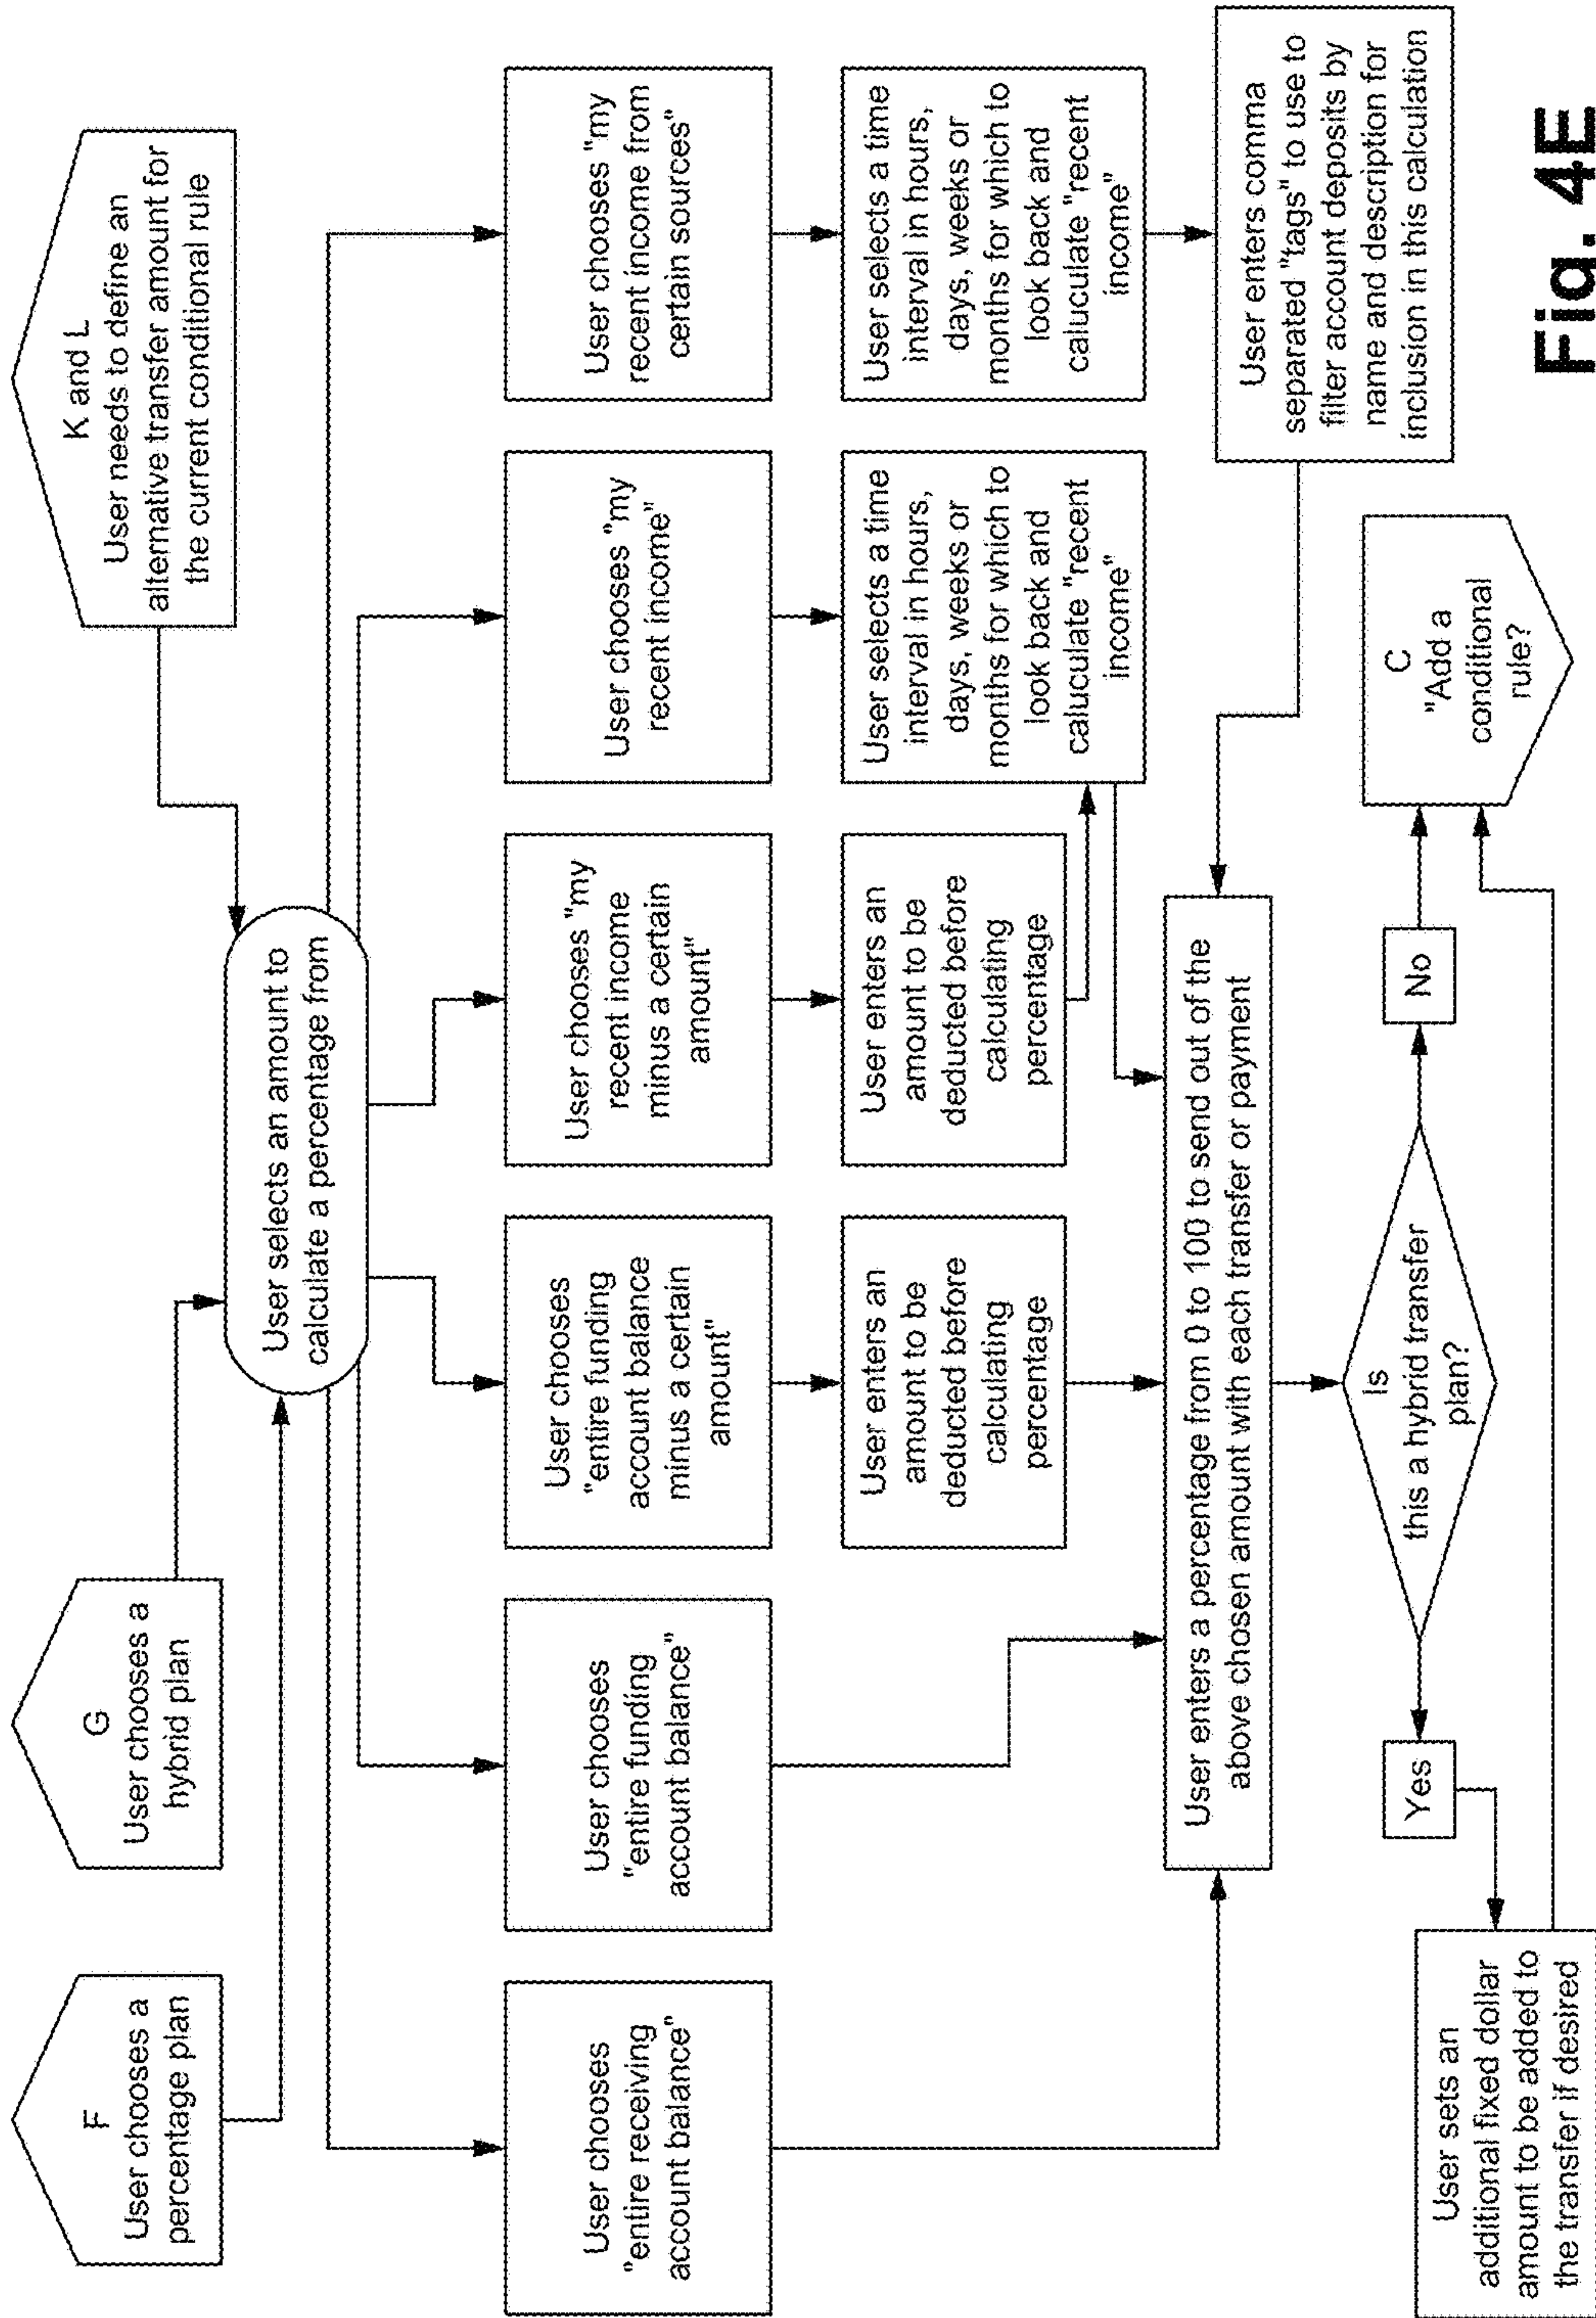 F
User chooses a
percentage plan
G
User chooses a
hybrid plan
K and L
User needs to define an
alternative transfer amount for
the current conditional rule
User selects an amount to
calculate a percentage from
User chooses
"entire receiving
account balance"
User chooses
"entire funding
account balance"
User chooses
"entire funding
account balance
minus a certain
amount"
User chooses "my
recent income
minus a certain
amount"
User chooses "my
recent income"
User chooses "my
recent income from
certain sources"
User enters an
amount to be
deducted before
calculating
percentage
User enters an
amount to be
deducted before
calculating
percentage
User selects a time
interval in hours,
days, weeks or
months for which to
look back and
caluculate "recent
income"
User selects a time
interval in hours,
days, weeks or
months for which to
look back and
caluculate "recent
income"
User enters a percentage from 0 to 100 to send out of the
above chosen amount with each transfer or payment
User enters comma
separated "tags" to use to
filter account deposits by
name and description for
inclusion in this calculation
Is
this a hybrid transfer
plan?
Yes
No
C
"Add a
conditional
rule?
User sets an
additional fixed dollar
amount to be added to
the transfer if desired
Fig. 4E